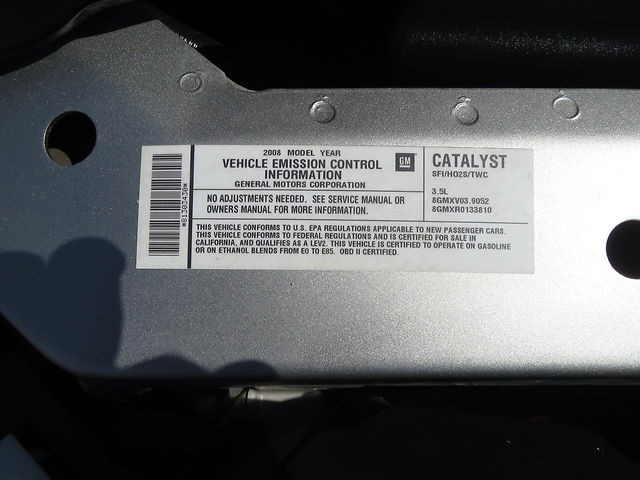 *81303430*
2008 MODEL YEAR
VEHICLE EMISSION CONTROL
INFORMATION
GENERAL MOTORS CORPORATION
GM
NO ADJUSTMENTS NEEDED. SEE SERVICE MANUAL OR
OWNERS MANUAL FOR MORE INFORMATION.
CATALYST
SFI/HO2S/TWC
3.5L
8GMXV03.9052
8GMXR0133810
THIS VEHICLE CONFORMS TO U.S. EPA REGULATIONS APPLICABLE TO NEW PASSENGER CARS.
THIS VEHICLE CONFORMS TO FEDERAL REGULATIONS AND IS CERTIFIED FOR SALE IN
CALIFORNIA, AND QUALIFIES AS A LEV2. THIS VEHICLE IS CERTIFIED TO OPERATE ON GASOLINE
OR ON ETHANOL BLENDS FROM E0 TO E85. OBD II CERTIFIED.